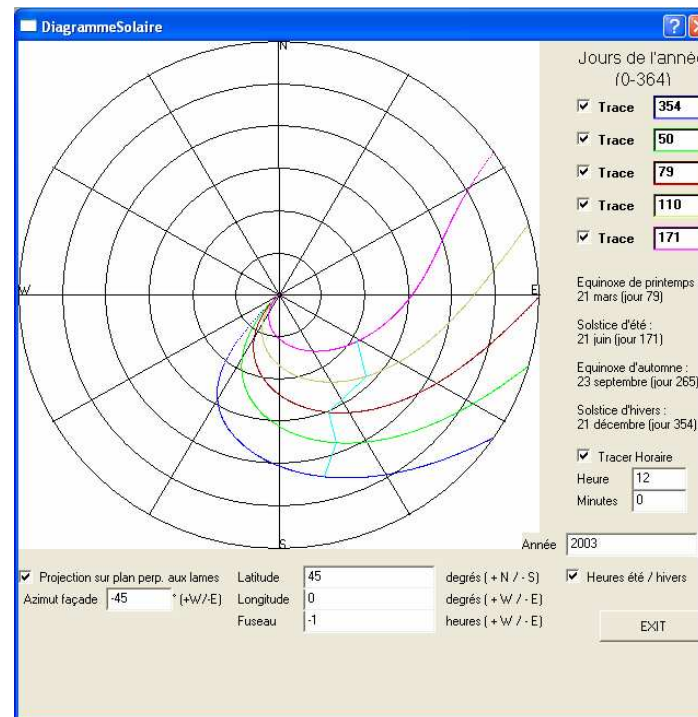 DiagrammeSolaire
N
W
E
S
Jours de l'année
(0-364)
Trace 354
Trace 50
Trace 79
Trace 110
Trace 171
Equinoxe de printemps :
21 mars (jour 79)
Solstice d'été :
21 juin (jour 171)
Equinoxe d'automne :
23 septembre (jour 265)
Solstice d'hivers :
21 décembre (jour 354)
Tracer Horaire
Heure 12
Minutes 0
Année 2003
Projection sur plan perp. aux lames Latitude 45 degrés ( + N / - S) Heures été / hivers
Azimut façade -45 ° (+W/-E) Longitude 0 degrés ( + W / - E)
Fuseau -1 heures ( + W / - E)
EXIT